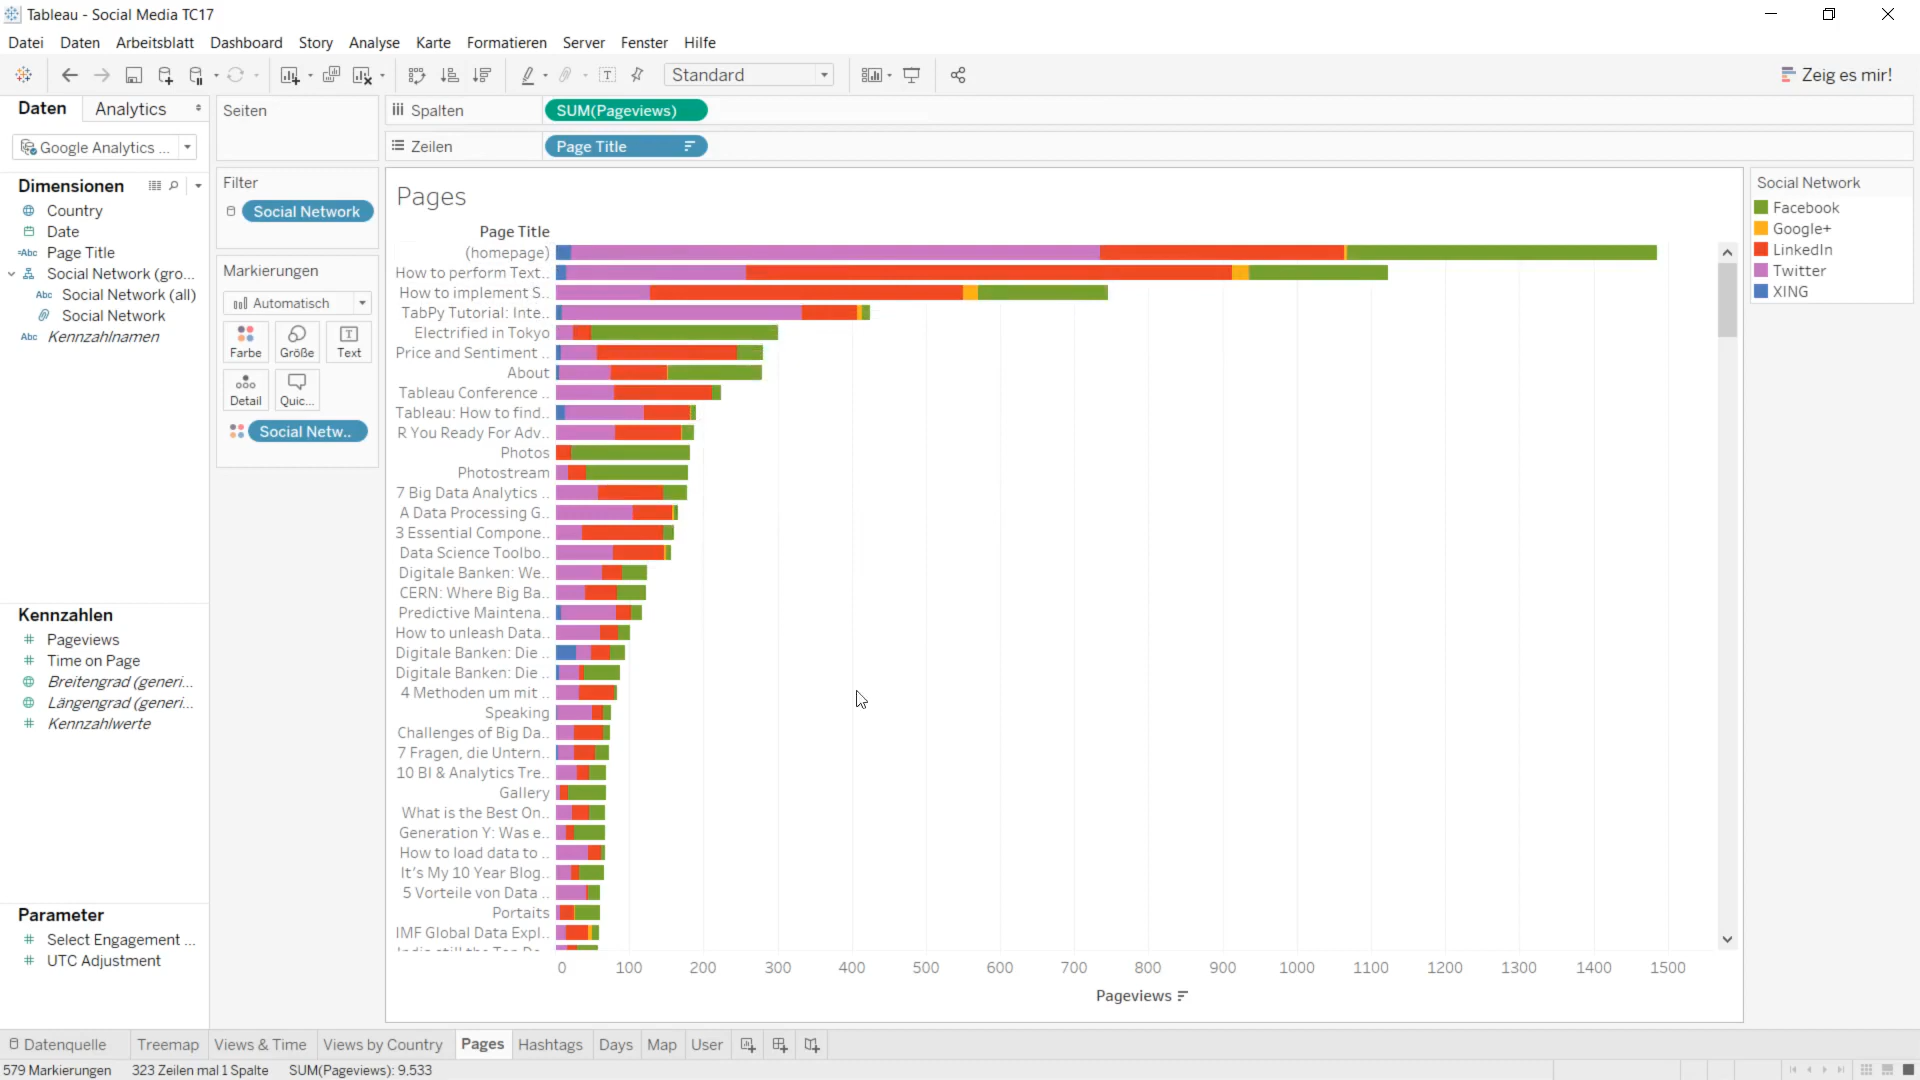 Tableau - Social Media TC17
Datei Daten Arbeitsblatt Dashboard Story Analyse Karte Formatieren Server Fenster Hilfe
Standard
Zeig es mir!
Daten Analytics
Google Analytics ...
Dimensionen
Country
Date
Abc Page Title
Social Network (gro...
Abc Social Network (all)
Social Network
Abc Kennzahlnamen
Kennzahlen
Pageviews
Time on Page
Breitengrad (generi...
Längengrad (generi...
Kennzahlwerte
Parameter
Select Engagement ...
UTC Adjustment
Seiten
Filter
Social Network
Markierungen
Automatisch
Farbe Größe Text
Detail Quic...
Social Netw..
Spalten SUM(Pageviews)
Zeilen Page Title
Pages
Page Title
(homepage)
How to perform Text..
How to implement S..
TabPy Tutorial: Inte..
Electrified in Tokyo
Price and Sentiment ..
About
Tableau Conference ..
Tableau: How to find..
R You Ready For Adv..
Photos
Photostream
7 Big Data Analytics ..
A Data Processing G..
3 Essential Compone..
Data Science Toolbo..
Digitale Banken: We..
CERN: Where Big Ba..
Predictive Maintena..
How to unleash Data..
Digitale Banken: Die ..
Digitale Banken: Die ..
4 Methoden um mit ..
Speaking
Challenges of Big Da..
7 Fragen, die Untern..
10 BI & Analytics Tre..
Gallery
What is the Best On..
Generation Y: Was e..
How to load data to ..
It's My 10 Year Blog..
5 Vorteile von Data ..
Portaits
IMF Global Data Expl..
0 100 200 300 400 500 600 700 800 900 1000 1100 1200 1300 1400 1500
Pageviews
Social Network
Facebook
Google+
LinkedIn
Twitter
XING
Datenquelle Treemap Views & Time Views by Country Pages Hashtags Days Map User
579 Markierungen 323 Zeilen mal 1 Spalte SUM(Pageviews): 9.533